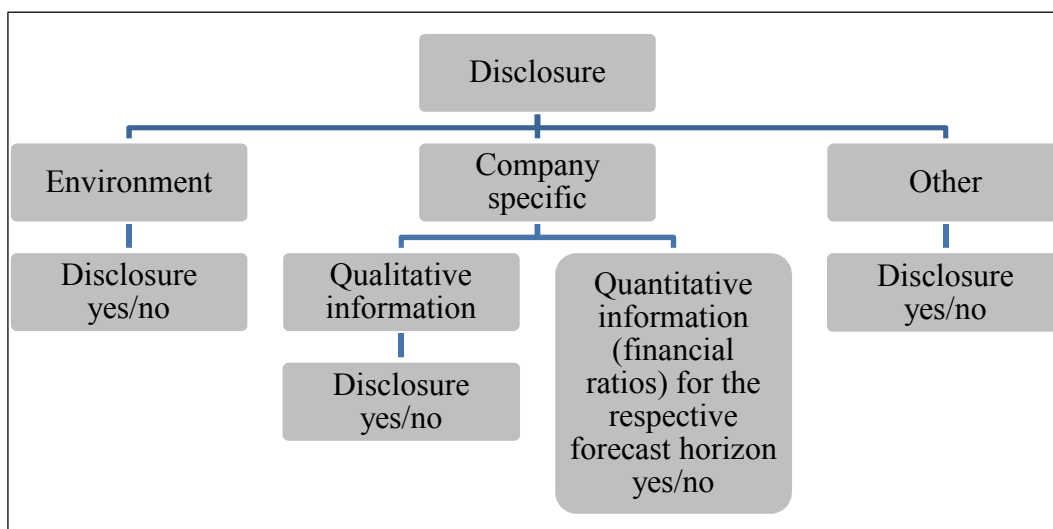 Disclosure
Environment
Company
specific
Other
Disclosure
yes/no
Qualitative
information
Disclosure
yes/no
Quantitative
information
(financial
ratios) for the
respective
forecast horizon
yes/no
Disclosure
yes/no